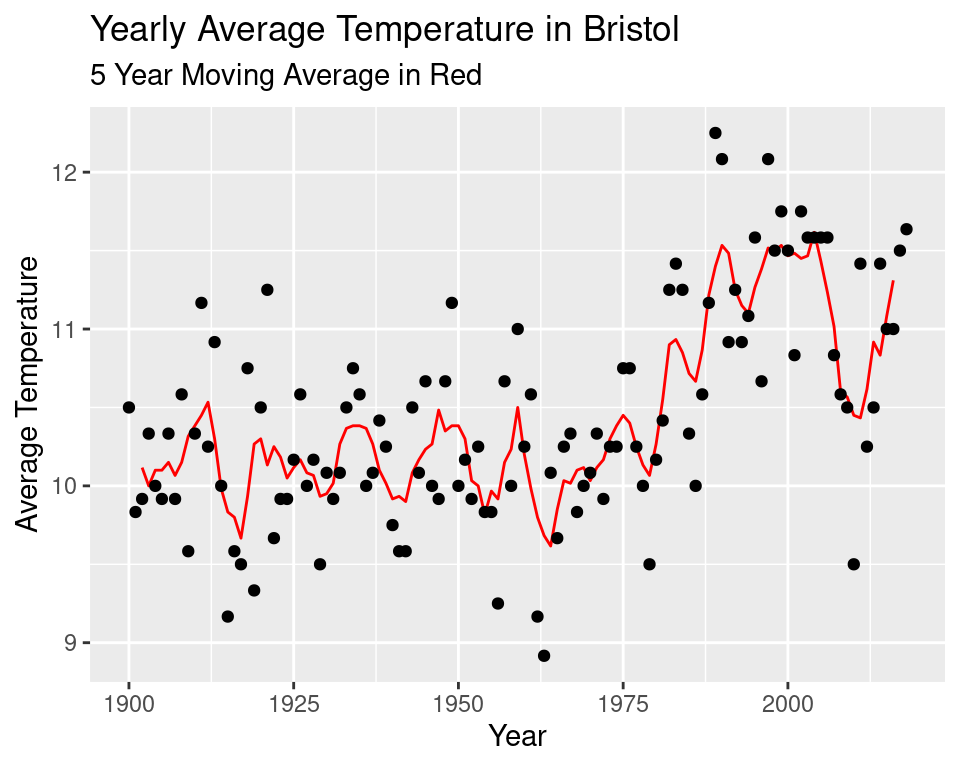 Yearly Average Temperature in Bristol
5 Year Moving Average in Red
Average Temperature
12
11
10
9
1900 1925 1950 1975 2000
Year